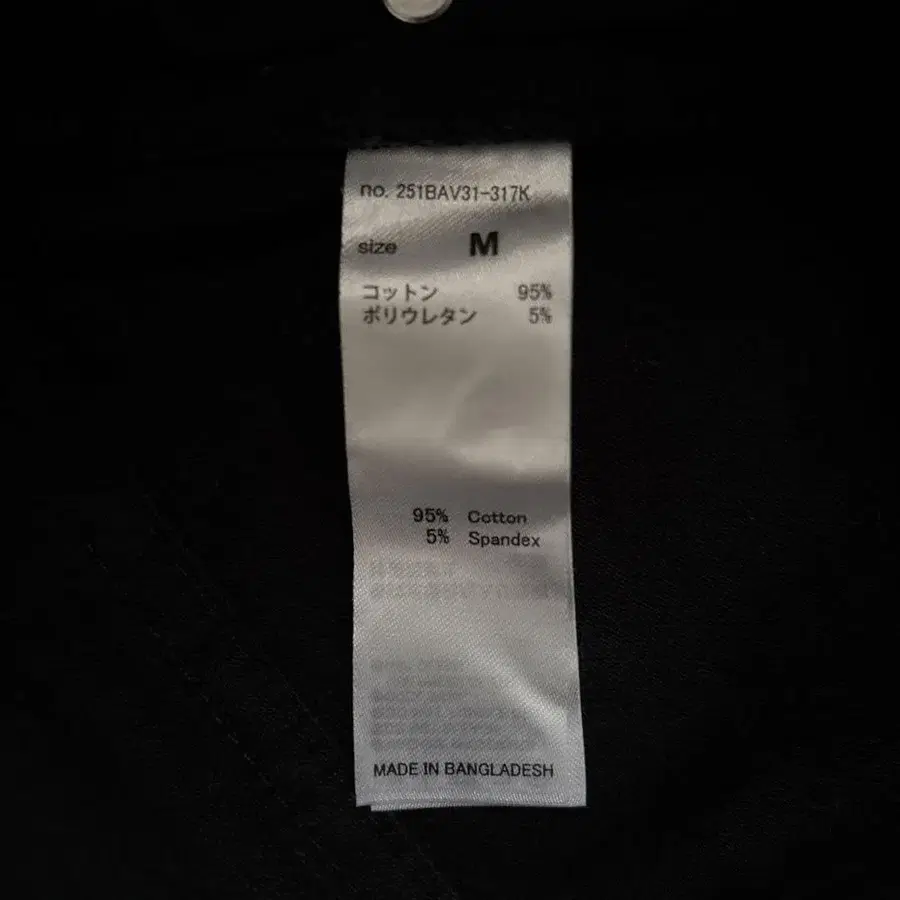 no. 251BAV31-317K
size M
コットン 95%
ポリウレタン 5%
95% Cotton
5% Spandex
MADE IN BANGLADESH